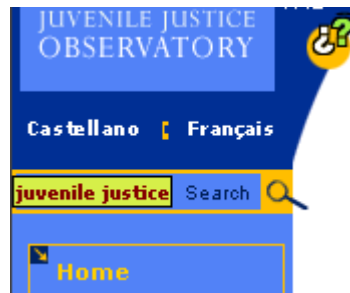 JUVENILE JUSTICE
OBSERVATORY
¿?
Castellano Français
juvenile justice Search
Home